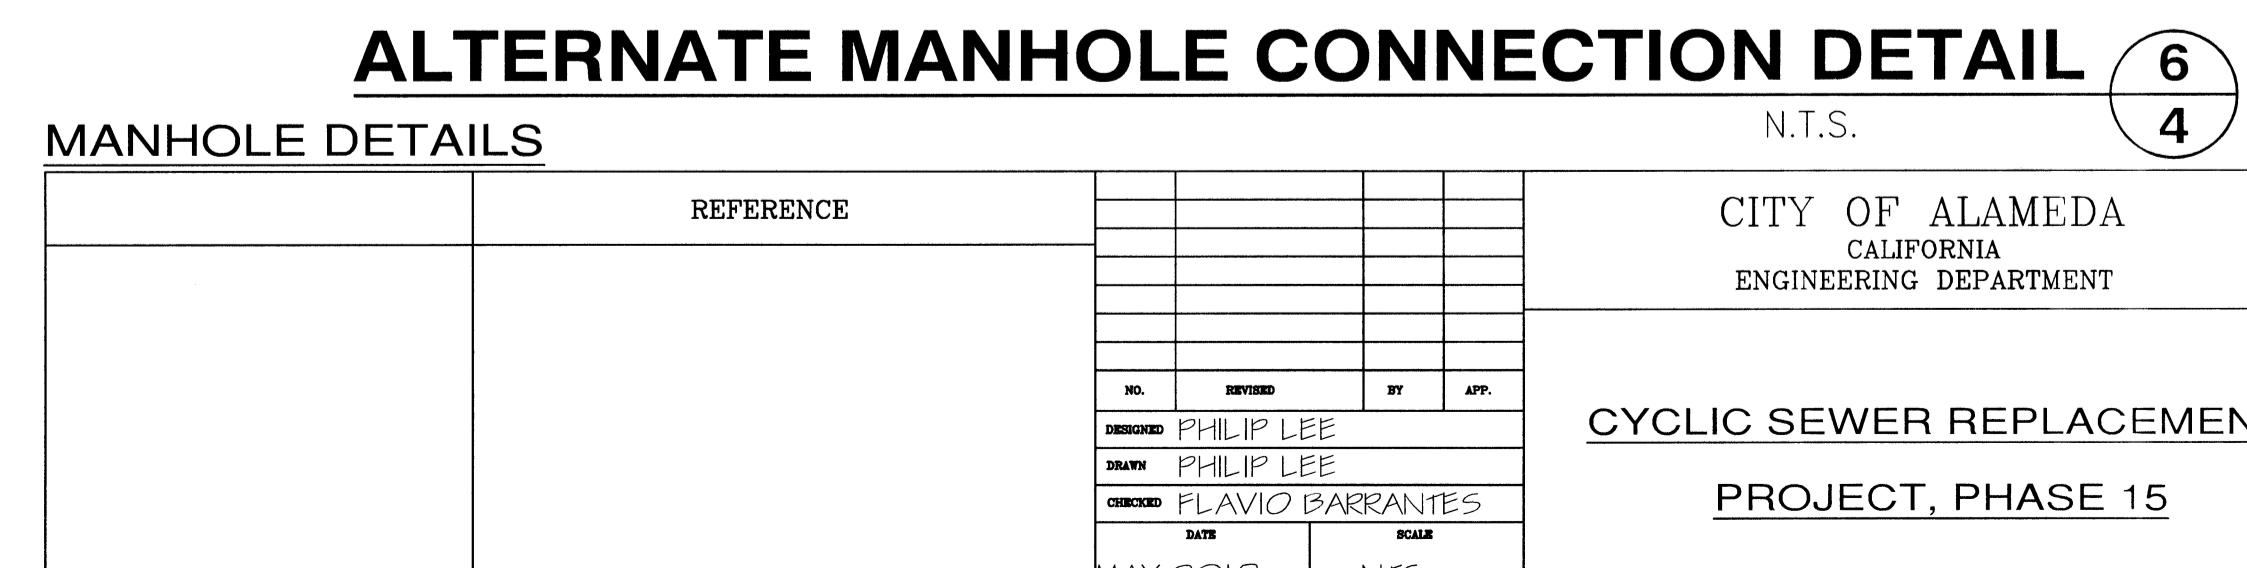 ALTERNATE MANHOLE CONNECTION DETAIL
6
4
N.T.S.
MANHOLE DETAILS
REFERENCE
NO. REVISED BY APP.
DESIGNED PHILIP LEE
DRAWN PHILIP LEE
CHECKED FLAVIO BARRANTES
DATE SCALE
CITY OF ALAMEDA
CALIFORNIA
ENGINEERING DEPARTMENT
CYCLIC SEWER
PROJECT, PHASE 15